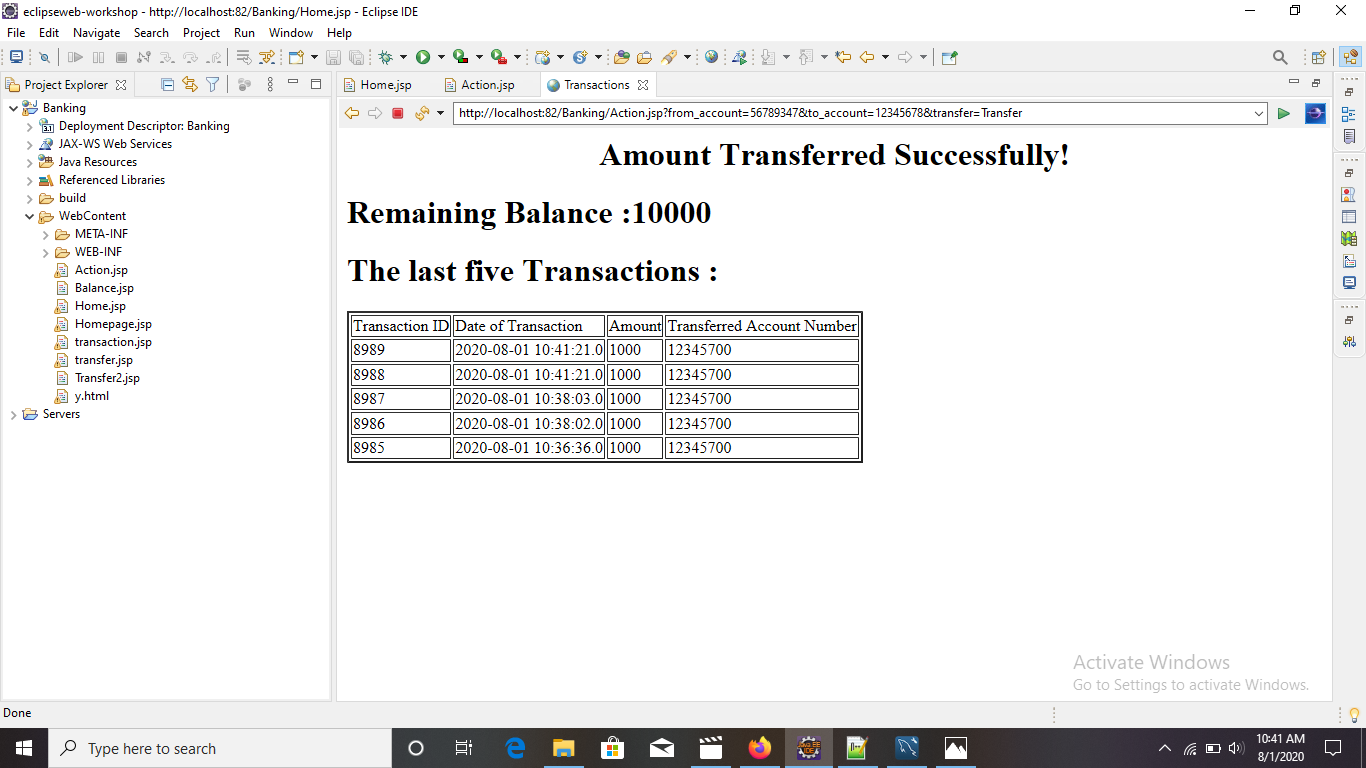 eclipseweb-workshop - http://localhost:82/Banking/Home.jsp - Eclipse IDE
File Edit Navigate Search Project Run Window Help
Project Explorer
Home.jsp Action.jsp Transactions
http://localhost:82/Banking/Action.jsp?from_account=56789347&to_account=12345678&transfer=Transfer
Banking
Deployment Descriptor: Banking
JAX-WS Web Services
Java Resources
Referenced Libraries
build
WebContent
META-INF
WEB-INF
Action.jsp
Balance.jsp
Home.jsp
Homepage.jsp
transaction.jsp
transfer.jsp
Transfer2.jsp
y.html
Servers
Amount Transferred Successfully!
Remaining Balance :10000
The last five Transactions :
Transaction ID Date of Transaction Amount Transferred Account Number
8989 2020-08-01 10:41:21.0 1000 12345700
8988 2020-08-01 10:41:21.0 1000 12345700
8987 2020-08-01 10:38:03.0 1000 12345700
8986 2020-08-01 10:38:02.0 1000 12345700
8985 2020-08-01 10:36:36.0 1000 12345700
Activate Windows
Go to Settings to activate Windows.
Done
Type here to search
10:41 AM
8/1/2020